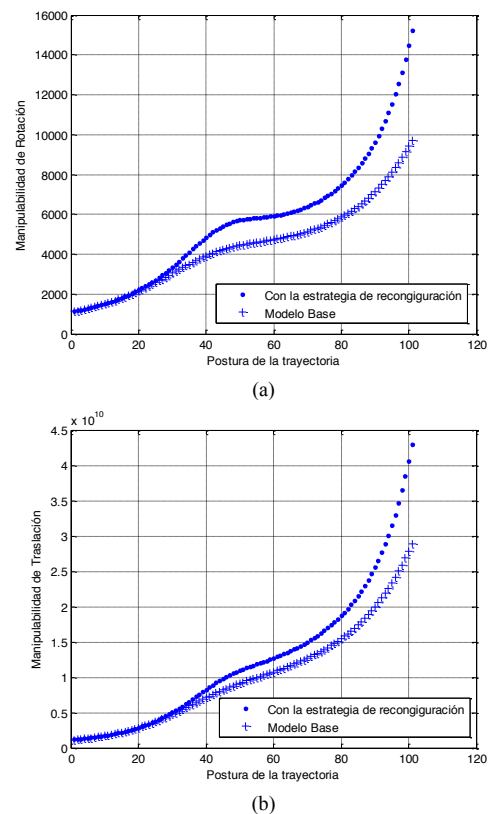 16000
14000
12000
10000
8000
6000
4000
2000
0
Manipulabilidad de Rotación
Con la estrategia de recongiguración
Modelo Base
0 20 40 60 80 100 120
Postura de la trayectoria
(a)
x 10^10
4.5
4
3.5
3
2.5
2
1.5
1
0.5
0
Manipulabilidad de Traslación
Con la estrategia de recongiguración
Modelo Base
0 20 40 60 80 100 120
Postura de la trayectoria
(b)